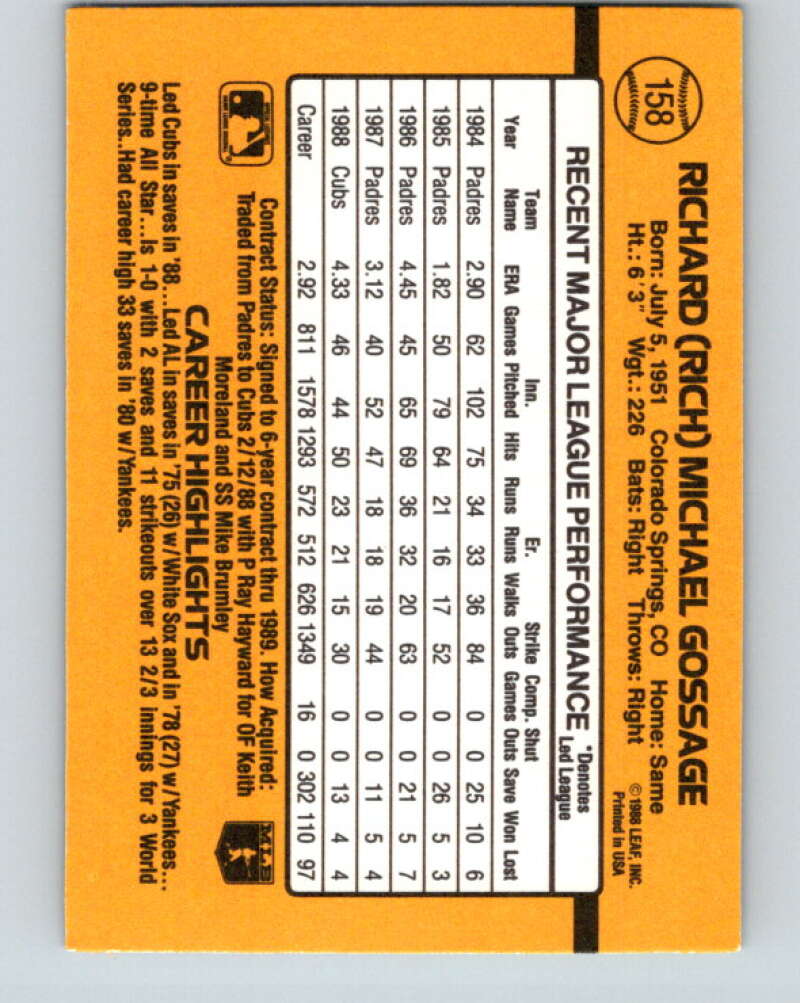 158
RICHARD (RICH) MICHAEL GOSSAGE
Born: July 5, 1951 Colorado Springs, CO Home: Same
Ht.: 6'3" Wgt.: 226 Bats: Right Throws: Right
©1988 LEAF, INC.
Printed in USA
RECENT MAJOR LEAGUE PERFORMANCE *Denotes Led League
Team Inn. Er. Strike Comp. Shut
Year Name ERA Games Pitched Hits Runs Runs Walks Outs Games Outs Save Won Lost
1984 Padres 2.90 62 102 75 34 33 36 84 0 0 25 10 6
1985 Padres 1.82 50 79 64 21 16 17 52 0 0 26 5 3
1986 Padres 4.45 45 65 69 36 32 20 63 0 0 21 5 7
1987 Padres 3.12 40 52 47 18 18 19 44 0 0 11 5 4
1988 Cubs 4.33 46 44 50 23 21 15 30 0 0 13 4 4
Career 2.92 811 1578 1293 572 512 626 1349 16 0 302 110 97
Contract Status: Signed to 6-year contract thru 1989. How Acquired:
Traded from Padres to Cubs 2/12/88 with P Ray Hayward for OF Keith
Moreland and SS Mike Brumley
MLB
CAREER HIGHLIGHTS
Led Cubs in saves in '88...Led AL in saves in '75 (26) w/White Sox and in '78 (27) w/Yankees...
9-time All Star...Is 1-0 with 2 saves and 11 strikeouts over 13 2/3 innings for 3 World
Series..Had career high 33 saves in '80 w/Yankees.